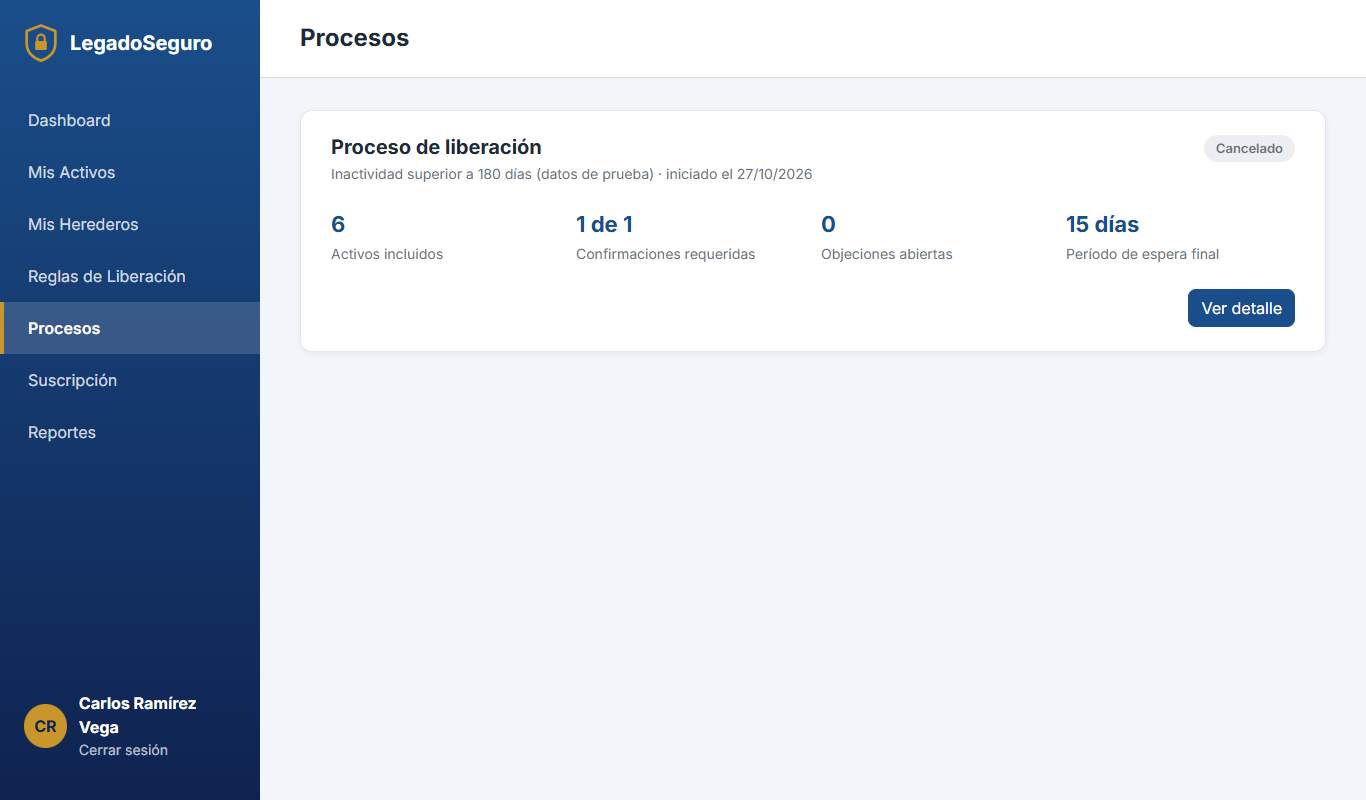 LegadoSeguro
Dashboard
Mis Activos
Mis Herederos
Reglas de Liberación
Procesos
Suscripción
Reportes
CR
Carlos Ramírez
Vega
Cerrar sesión
Procesos
Proceso de liberación
Cancelado
Inactividad superior a 180 días (datos de prueba) · iniciado el 27/10/2026
6
Activos incluidos
1 de 1
Confirmaciones requeridas
0
Objeciones abiertas
15 días
Período de espera final
Ver detalle